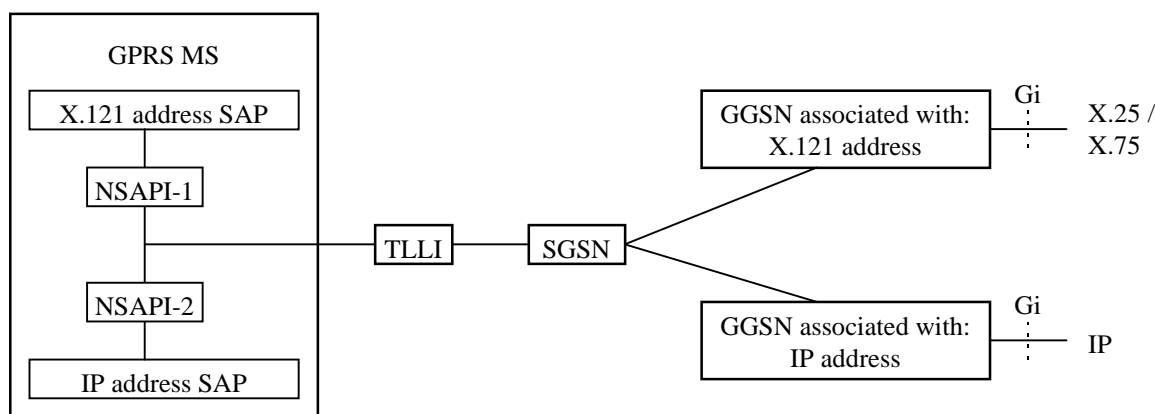 GPRS MS
X.121 address SAP
NSAPI-1
NSAPI-2
IP address SAP
TLLI
SGSN
GGSN associated with:
X.121 address
Gi
X.25 /
X.75
GGSN associated with:
IP address
Gi
IP